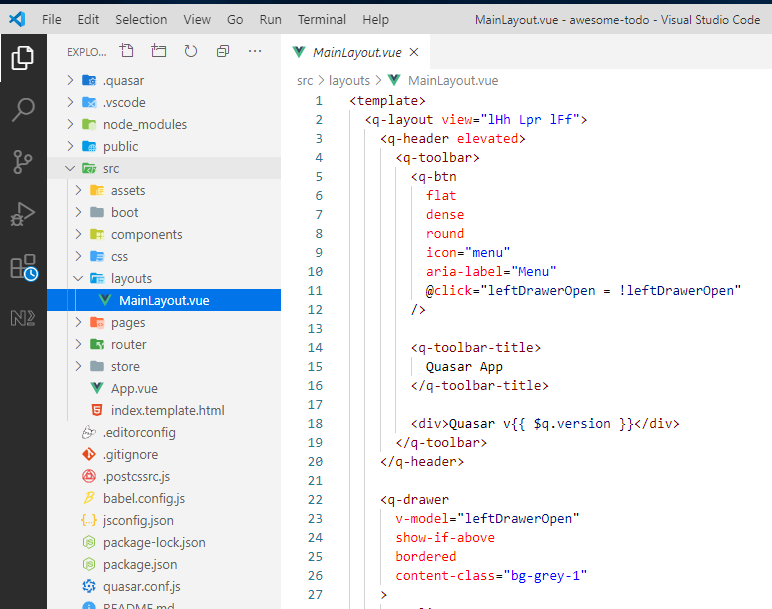 File Edit Selection View Go Run Terminal Help MainLayout.vue - awesome-todo - Visual Studio Code
EXPLO...
.quasar
.vscode
node_modules
public
src
assets
boot
components
css
layouts
MainLayout.vue
pages
router
store
App.vue
index.template.html
.editorconfig
.gitignore
.postcssrc.js
babel.config.js
jsconfig.json
package-lock.json
package.json
quasar.conf.js
README.md
MainLayout.vue
src > layouts > MainLayout.vue
1 <template>
2 <q-layout view="lHh Lpr lFf">
3 <q-header elevated>
4 <q-toolbar>
5 <q-btn
6 flat
7 dense
8 round
9 icon="menu"
10 aria-label="Menu"
11 @click="leftDrawerOpen = !leftDrawerOpen"
12 />
13
14 <q-toolbar-title>
15 Quasar App
16 </q-toolbar-title>
17
18 <div>Quasar v{{ $q.version }}</div>
19 </q-toolbar>
20 </q-header>
21
22 <q-drawer
23 v-model="leftDrawerOpen"
24 show-if-above
25 bordered
26 content-class="bg-grey-1"
27 >